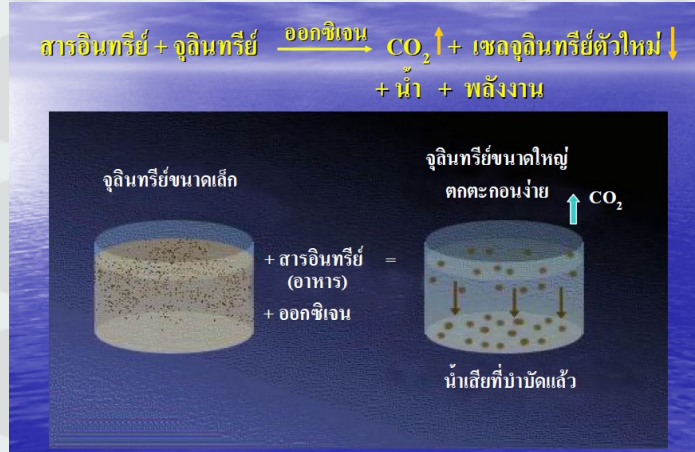 สารอินทรีย์ + จุลินทรีย์ ออกซิเจน CO2 + เซลจุลินทรีย์ตัวใหม่
+ น้ำ + พลังงาน
จุลินทรีย์ขนาดใหญ่
ตกตะกอนง่าย
จุลินทรีย์ขนาดเล็ก
CO2
+ สารอินทรีย์ =
(อาหาร)
+ ออกซิเจน
น้ำเสียที่บำบัดแล้ว